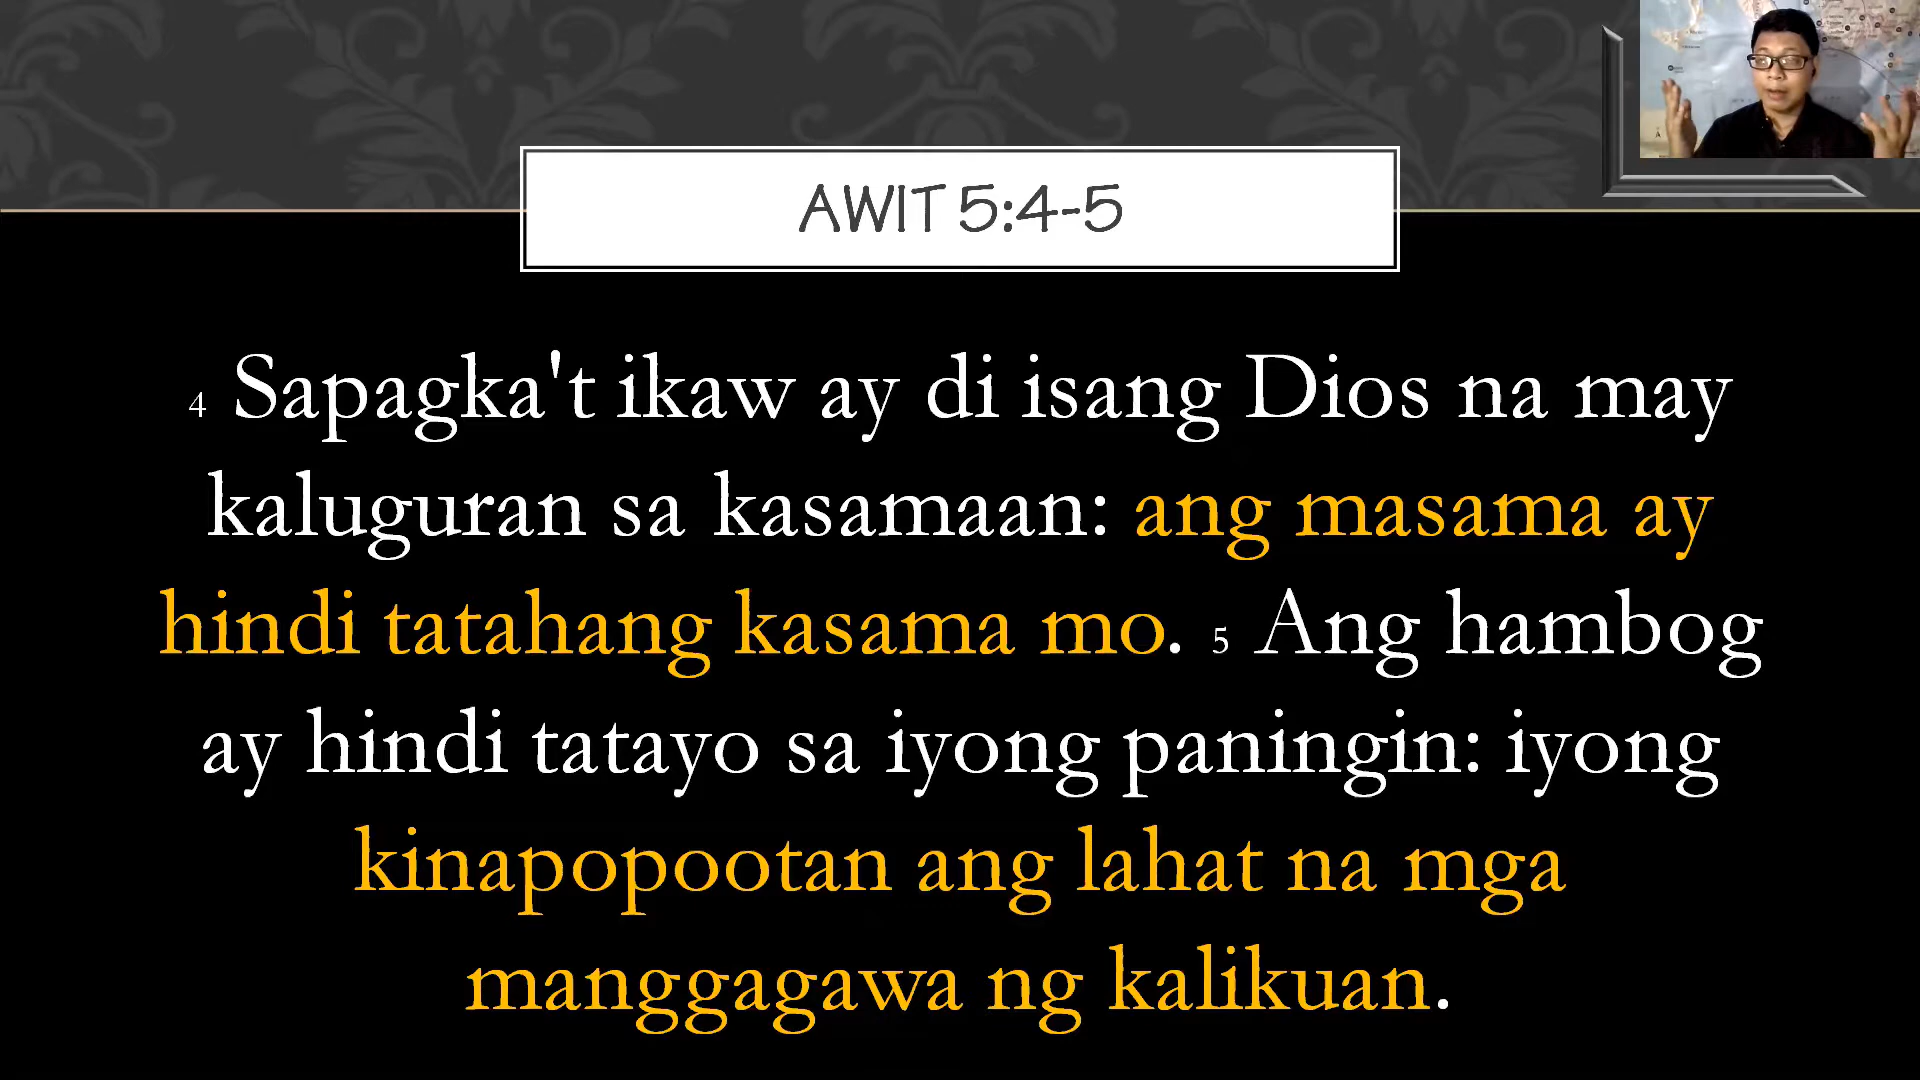 AWIT 5:4-5
4 Sapagka't ikaw ay di isang Dios na may
kaluguran sa kasamaan: ang masama ay
hindi tatahang kasama mo. 5 Ang hambog
ay hindi tatayo sa iyong paningin: iyong
kinapopootan ang lahat na mga
manggagawa ng kalikuan.